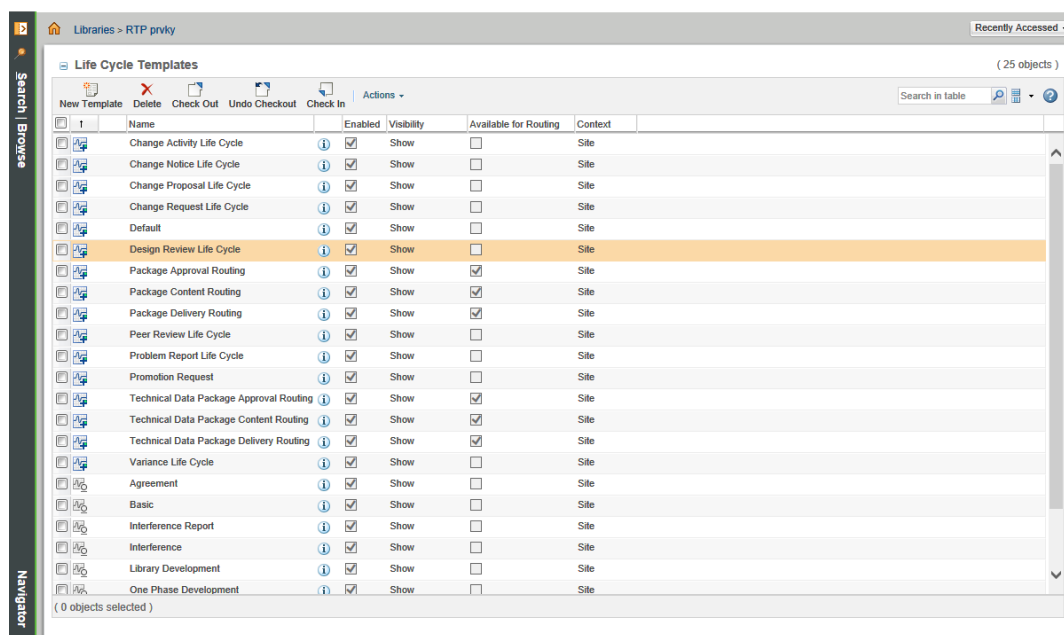 Libraries > RTP prvky
Recently Accessed
Search | Browse
Navigator
Life Cycle Templates
( 25 objects )
New Template Delete Check Out Undo Checkout Check In Actions
Search in table
Name Enabled Visibility Available for Routing Context
Change Activity Life Cycle Show Site
Change Notice Life Cycle Show Site
Change Proposal Life Cycle Show Site
Change Request Life Cycle Show Site
Default Show Site
Design Review Life Cycle Show Site
Package Approval Routing Show Site
Package Content Routing Show Site
Package Delivery Routing Show Site
Peer Review Life Cycle Show Site
Problem Report Life Cycle Show Site
Promotion Request Show Site
Technical Data Package Approval Routing Show Site
Technical Data Package Content Routing Show Site
Technical Data Package Delivery Routing Show Site
Variance Life Cycle Show Site
Agreement Show Site
Basic Show Site
Interference Report Show Site
Interference Show Site
Library Development Show Site
One Phase Development Show Site
( 0 objects selected )